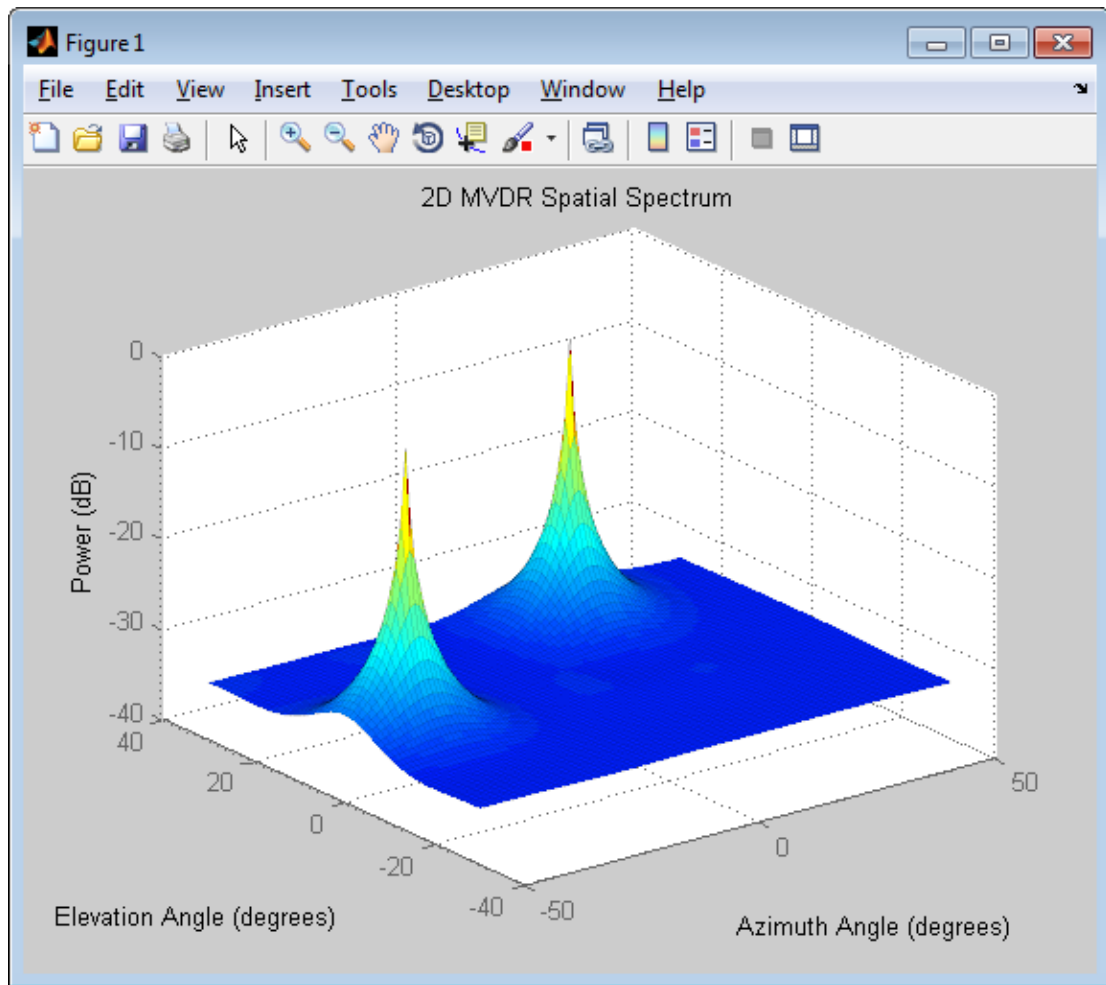 Figure 1
File Edit View Insert Tools Desktop Window Help
2D MVDR Spatial Spectrum
0
-10
-20
-30
-40
Power (dB)
40
20
0
-20
-40
Elevation Angle (degrees)
-50
0
50
Azimuth Angle (degrees)